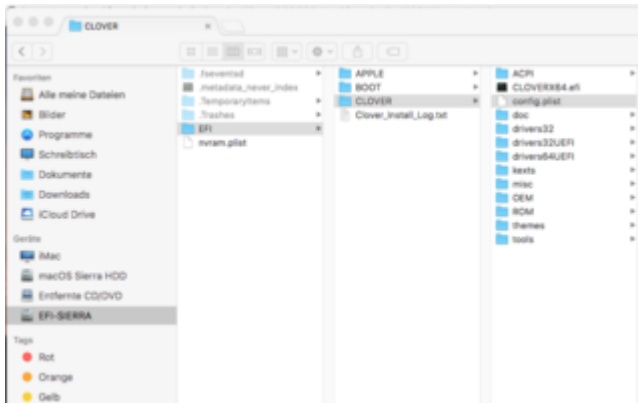 CLOVER
Favoriten
Alle meine Dateien
Bilder
Programme
Schreibtisch
Dokumente
Downloads
iCloud Drive
Geräte
iMac
macOS Sierra HDD
Entfernte CD/DVD
EFI-SIERRA
Tags
Rot
Orange
Gelb
.fseventsd
.metadata_never_index
.TemporaryItems
.Trashes
EFI
nvram.plist
APPLE
BOOT
CLOVER
Clover_Install_Log.txt
ACPI
CLOVERX64.efi
config.plist
doc
drivers32
drivers32UEFI
drivers64UEFI
kexts
misc
OEM
ROM
themes
tools